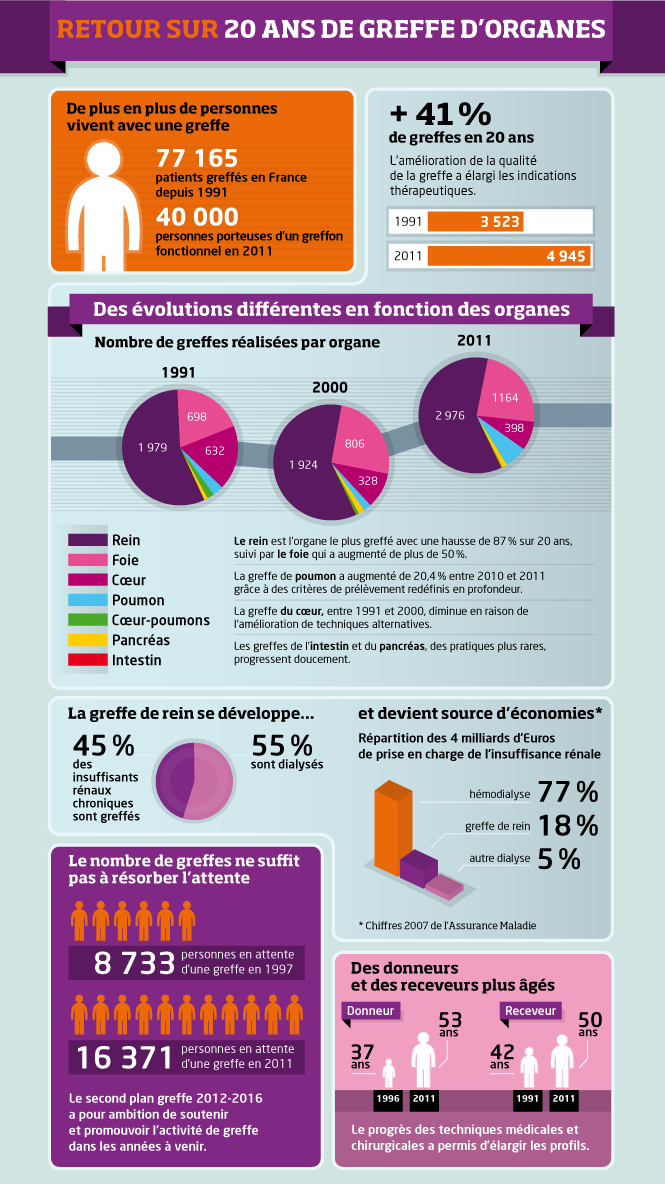 RETOUR SUR 20 ANS DE GREFFE D'ORGANES
De plus en plus de personnes
vivent avec une greffe
77 165
patients greffés en France
depuis 1991
40 000
personnes porteuses d'un greffon
fonctionnel en 2011
+ 41 %
de greffes en 20 ans
L'amélioration de la qualité
de la greffe a élargi les indications
thérapeutiques.
1991 3 523
2011 4 945
Des évolutions différentes en fonction des organes
Nombre de greffes réalisées par organe
1991
1 979
698
632
2000
1 924
806
328
2011
2 976
1164
398
Rein
Foie
Cœur
Poumon
Cœur-poumons
Pancréas
Intestin
Le rein est l'organe le plus greffé avec une hausse de 87 % sur 20 ans,
suivi par le foie qui a augmenté de plus de 50 %.
La greffe de poumon a augmenté de 20,4 % entre 2010 et 2011
grâce à des critères de prélèvement redéfinis en profondeur.
La greffe du cœur, entre 1991 et 2000, diminue en raison de
l'amélioration de techniques alternatives.
Les greffes de l'intestin et du pancréas, des pratiques plus rares,
progressent doucement.
La greffe de rein se développe...
45 %
des
insuffisants
rénaux
chroniques
sont greffés
55 %
sont dialysés
et devient source d'économies*
Répartition des 4 milliards d'Euros
de prise en charge de l'insuffisance rénale
hémodialyse 77 %
greffe de rein 18 %
autre dialyse 5 %
* Chiffres 2007 de l'Assurance Maladie
Le nombre de greffes ne suffit
pas à résorber l'attente
8 733 personnes en attente
d'une greffe en 1997
16 371 personnes en attente
d'une greffe en 2011
Le second plan greffe 2012-2016
a pour ambition de soutenir
et promouvoir l'activité de greffe
dans les années à venir.
Des donneurs
et des receveurs plus âgés
Donneur
37
ans
53
ans
1996 2011
Receveur
42
ans
50
ans
1991 2011
Le progrès des techniques médicales et
chirurgicales a permis d'élargir les profils.